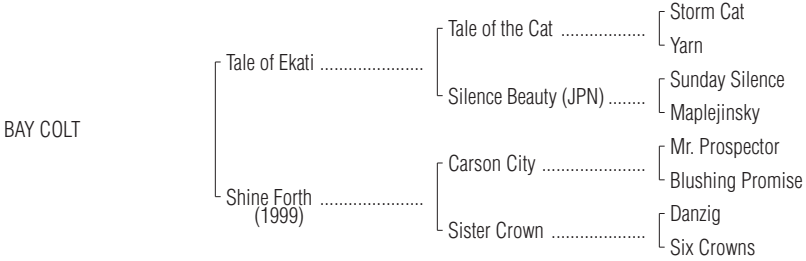 Storm Cat
Tale of the Cat ..................
Yarn
Tale of Ekati ......................
Sunday Silence
Silence Beauty (JPN) ........
Maplejinsky
BAY COLT
Mr. Prospector
Carson City ......................
Blushing Promise
Shine Forth ......................
(1999)
Danzig
Sister Crown ....................
Six Crowns